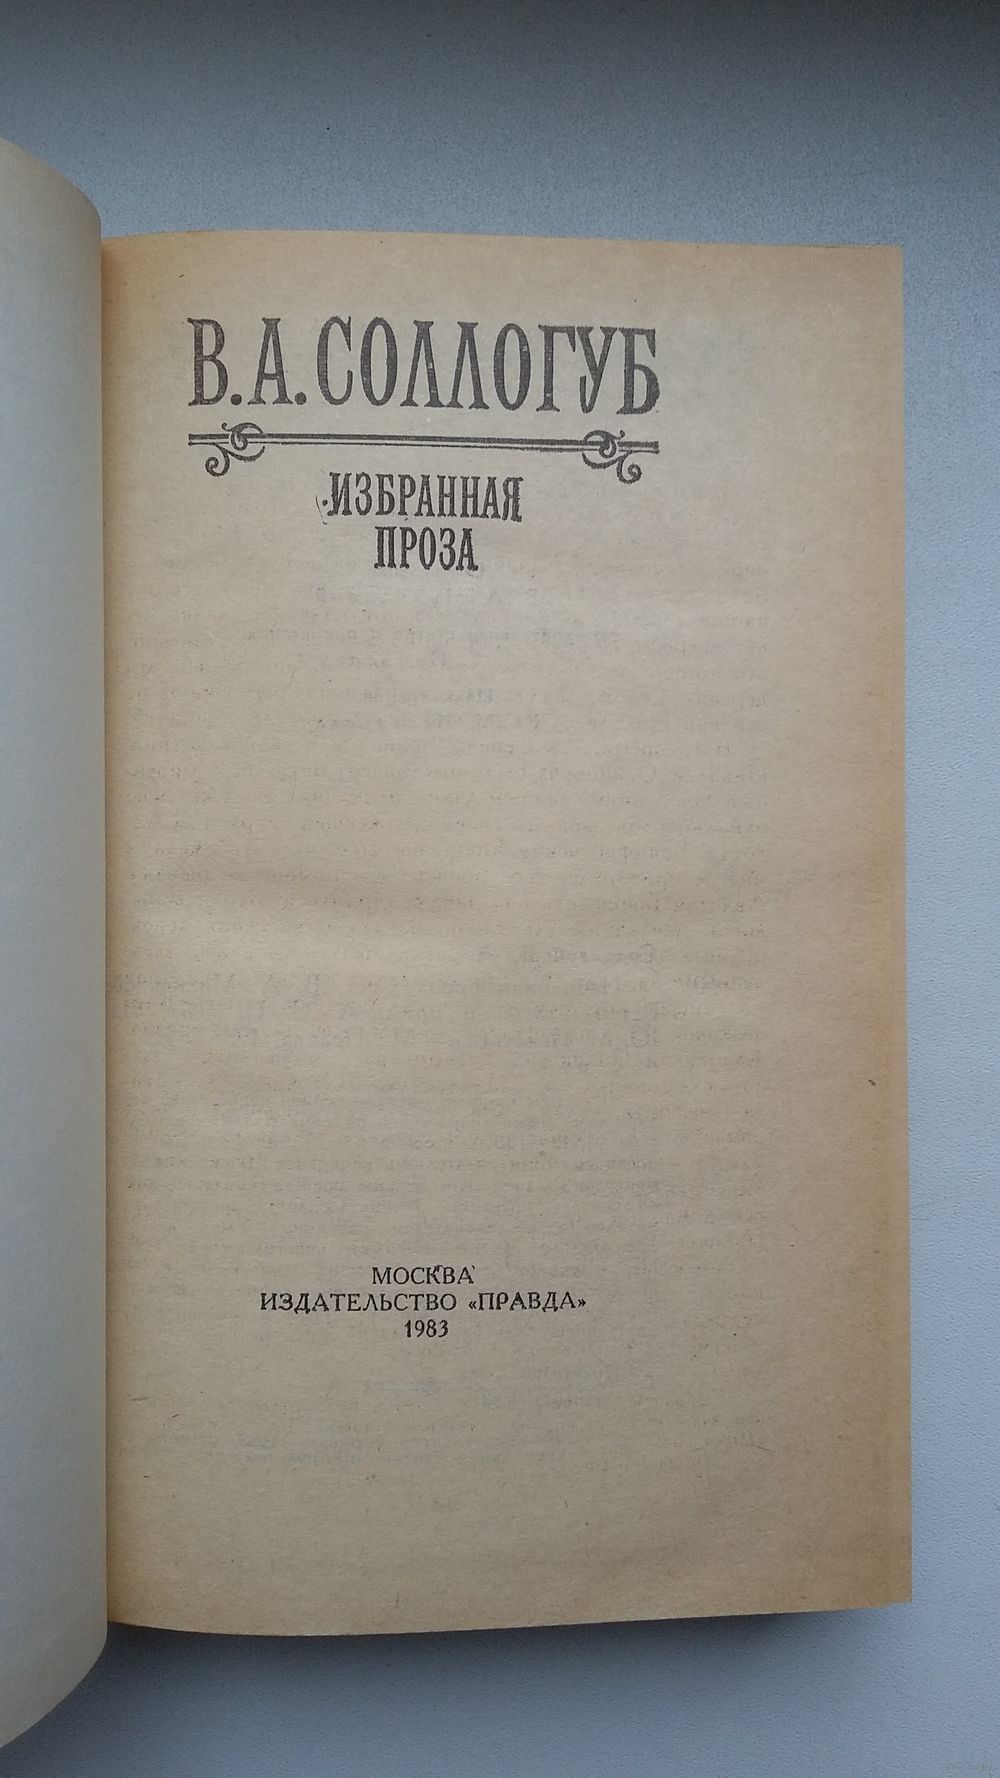 В. А. СОЛЛОГУБ
ИЗБРАННАЯ
ПРОЗА
МОСКВА
ИЗДАТЕЛЬСТВО «ПРАВДА»
1983